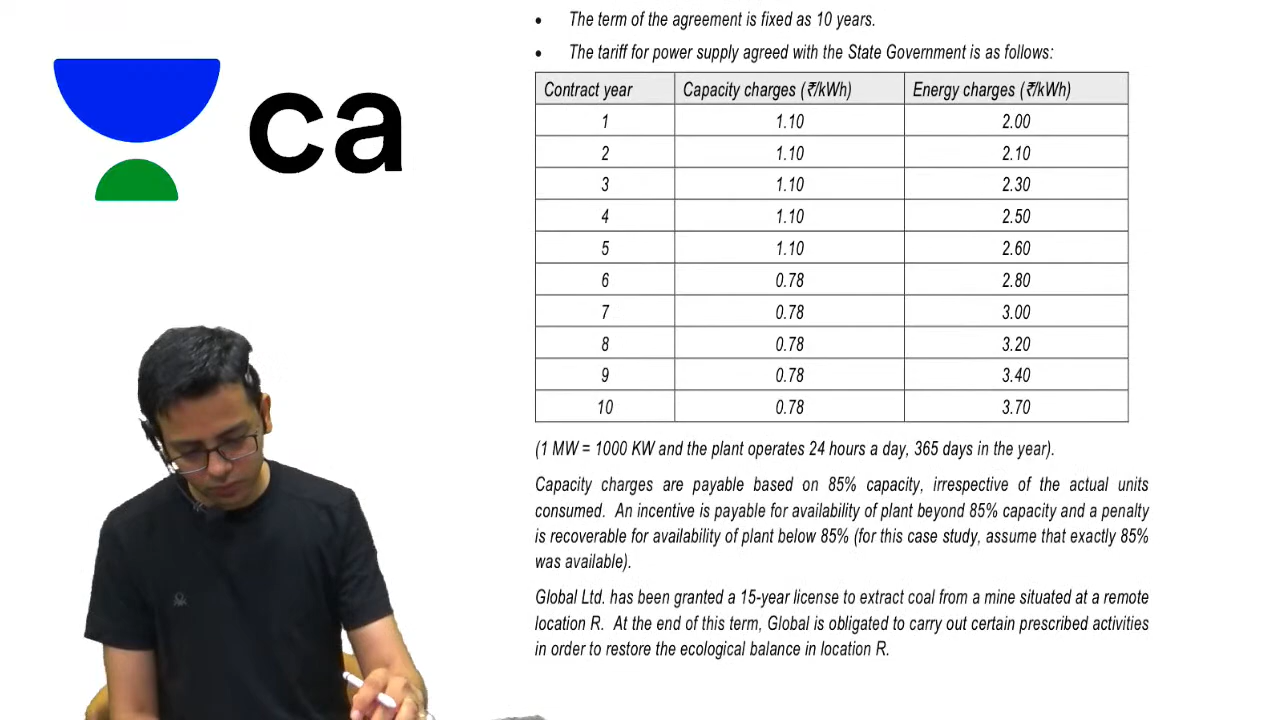 • The term of the agreement is fixed as 10 years.
• The tariff for power supply agreed with the State Government is as follows:
ca
Contract year Capacity charges (₹/kWh) Energy charges (₹/kWh)
1 1.10 2.00
2 1.10 2.10
3 1.10 2.30
4 1.10 2.50
5 1.10 2.60
6 0.78 2.80
7 0.78 3.00
8 0.78 3.20
9 0.78 3.40
10 0.78 3.70
(1 MW = 1000 KW and the plant operates 24 hours a day, 365 days in the year).
Capacity charges are payable based on 85% capacity, irrespective of the actual units
consumed. An incentive is payable for availability of plant beyond 85% capacity and a penalty
is recoverable for availability of plant below 85% (for this case study, assume that exactly 85%
was available).
Global Ltd. has been granted a 15-year license to extract coal from a mine situated at a remote
location R. At the end of this term, Global is obligated to carry out certain prescribed activities
in order to restore the ecological balance in location R.